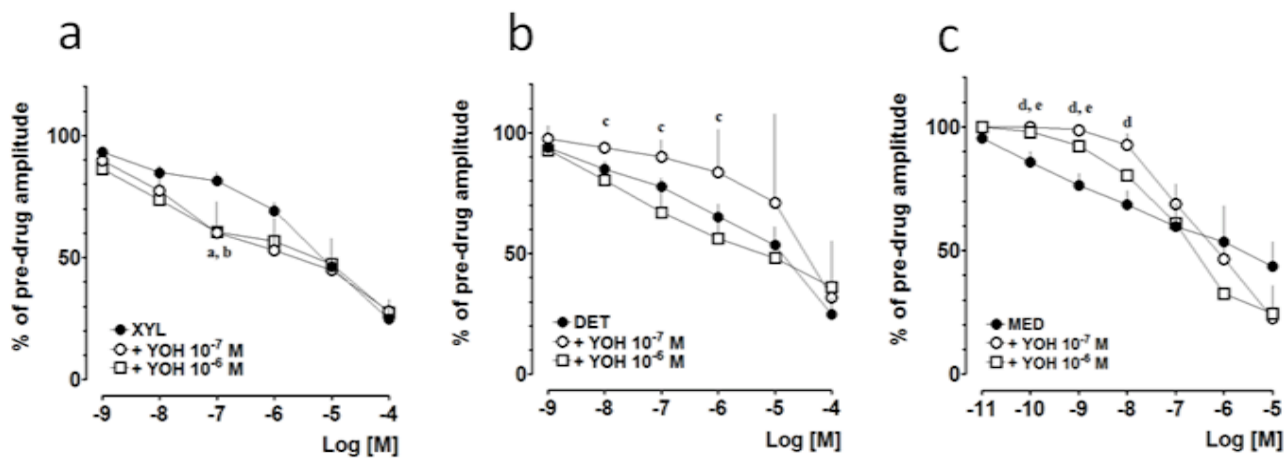 a
% of pre-drug amplitude
100
50
0
a, b
XYL
+ YOH 10⁻⁷ M
+ YOH 10⁻⁶ M
-9 -8 -7 -6 -5 -4
Log [M]
b
% of pre-drug amplitude
100
50
0
c c c
DET
+ YOH 10⁻⁷ M
+ YOH 10⁻⁶ M
-9 -8 -7 -6 -5 -4
Log [M]
c
% of pre-drug amplitude
100
50
0
d, e d, e d
MED
+ YOH 10⁻⁷ M
+ YOH 10⁻⁶ M
-11 -10 -9 -8 -7 -6 -5
Log [M]